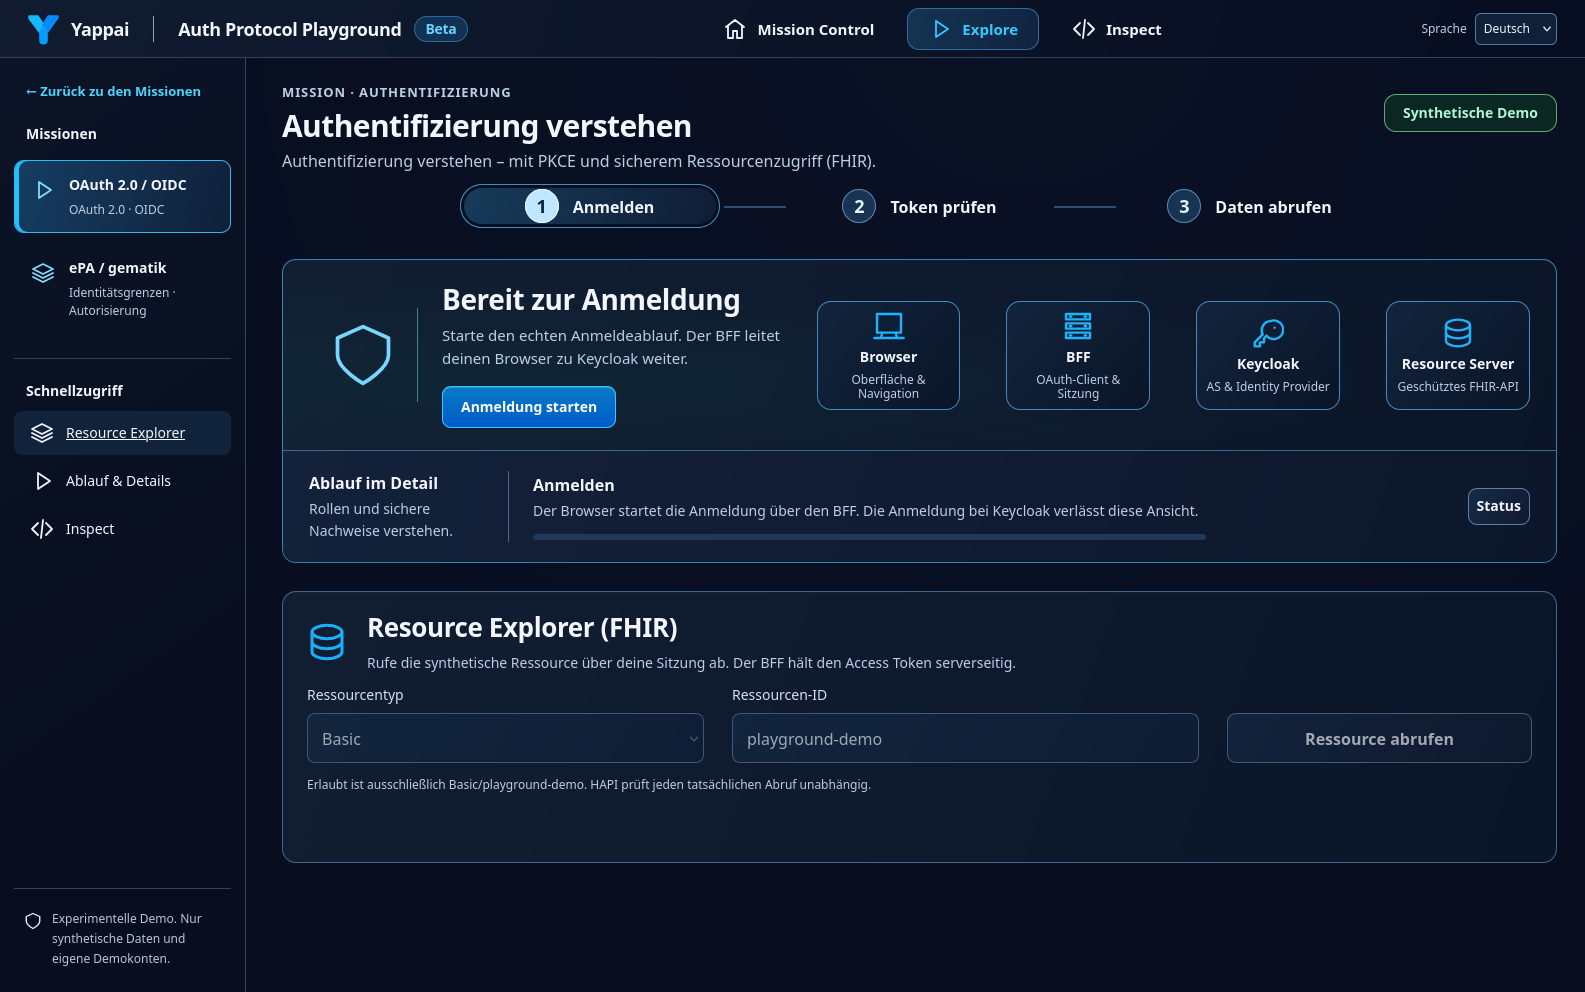 Yappai
Auth Protocol Playground
Beta
Mission Control
Explore
Inspect
Sprache
Deutsch
← Zurück zu den Missionen
Missionen
OAuth 2.0 / OIDC
OAuth 2.0 · OIDC
ePA / gematik
Identitätsgrenzen ·
Autorisierung
Schnellzugriff
Resource Explorer
Ablauf & Details
Inspect
Experimentelle Demo. Nur
synthetische Daten und
eigene Demokonten.
MISSION · AUTHENTIFIZIERUNG
Authentifizierung verstehen
Authentifizierung verstehen – mit PKCE und sicherem Ressourcenzugriff (FHIR).
Synthetische Demo
1 Anmelden
2 Token prüfen
3 Daten abrufen
Bereit zur Anmeldung
Starte den echten Anmeldeablauf. Der BFF leitet
deinen Browser zu Keycloak weiter.
Anmeldung starten
Browser
Oberfläche &
Navigation
BFF
OAuth-Client &
Sitzung
Keycloak
AS & Identity Provider
Resource Server
Geschütztes FHIR-API
Ablauf im Detail
Rollen und sichere
Nachweise verstehen.
Anmelden
Der Browser startet die Anmeldung über den BFF. Die Anmeldung bei Keycloak verlässt diese Ansicht.
Status
Resource Explorer (FHIR)
Rufe die synthetische Ressource über deine Sitzung ab. Der BFF hält den Access Token serverseitig.
Ressourcentyp
Basic
Ressourcen-ID
playground-demo
Ressource abrufen
Erlaubt ist ausschließlich Basic/playground-demo. HAPI prüft jeden tatsächlichen Abruf unabhängig.